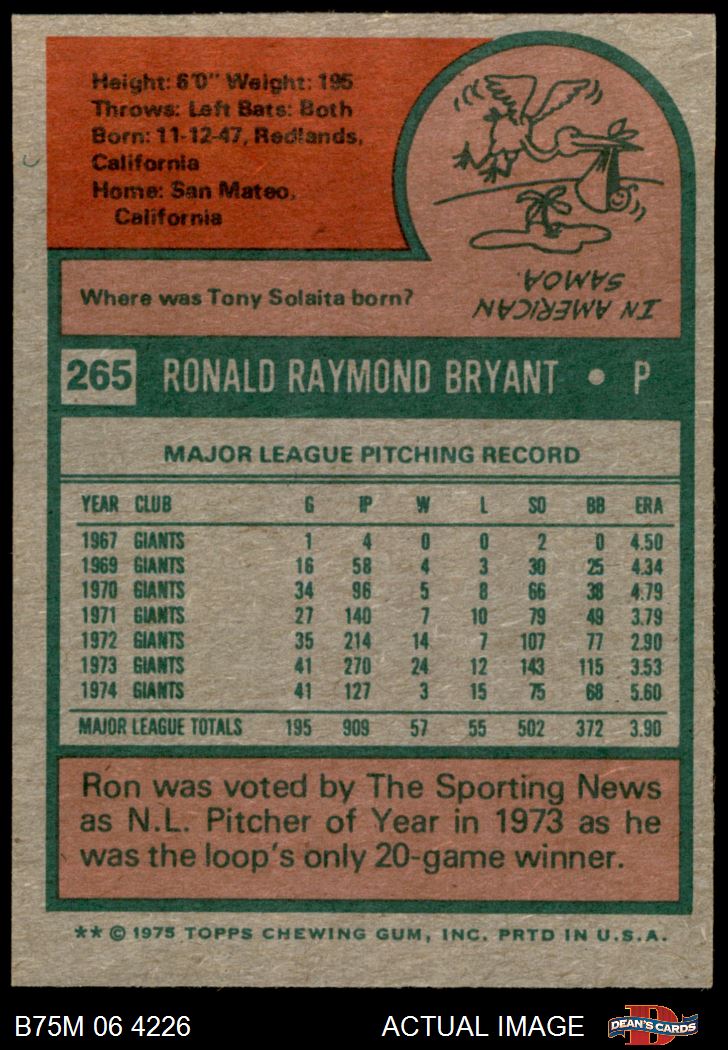 Height: 6'0" Weight: 195
Throws: Left Bats: Both
Born: 11-12-47, Redlands,
California
Home: San Mateo,
California
Where was Tony Solaita born?
IN AMERICAN
SAMOA.
265 RONALD RAYMOND BRYANT • P
MAJOR LEAGUE PITCHING RECORD
YEAR CLUB G IP W L SO BB ERA
1967 GIANTS 1 4 0 0 2 0 4.50
1969 GIANTS 16 58 4 3 30 25 4.34
1970 GIANTS 34 96 5 8 66 38 4.79
1971 GIANTS 27 140 7 10 79 49 3.79
1972 GIANTS 35 214 14 7 107 77 2.90
1973 GIANTS 41 270 24 12 143 115 3.53
1974 GIANTS 41 127 3 15 75 68 5.60
MAJOR LEAGUE TOTALS 195 909 57 55 502 372 3.90
Ron was voted by The Sporting News
as N.L. Pitcher of Year in 1973 as he
was the loop's only 20-game winner.
** © 1975 TOPPS CHEWING GUM, INC. PRTD IN U.S.A.
B75M 06 4226 ACTUAL IMAGE D DEAN'S CARDS